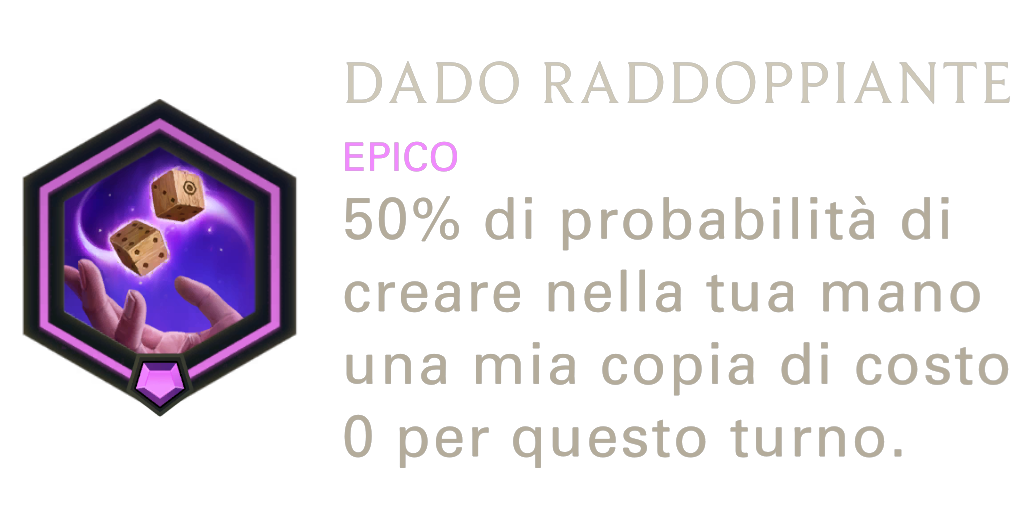 DADO RADDOPPIANTE
EPICO
50% di probabilità di
creare nella tua mano
una mia copia di costo
0 per questo turno.